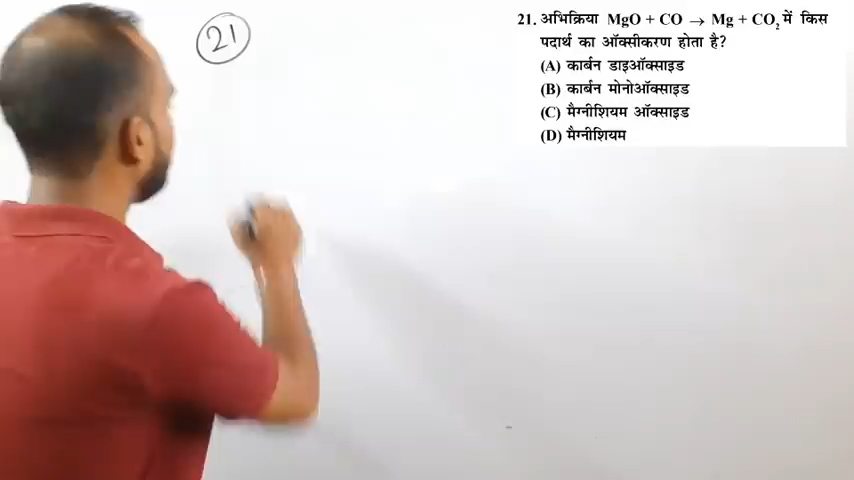 21
21. अभिक्रिया MgO + CO → Mg + CO₂ में किस
पदार्थ का ऑक्सीकरण होता है?
(A) कार्बन डाइऑक्साइड
(B) कार्बन मोनोऑक्साइड
(C) मैग्नीशियम ऑक्साइड
(D) मैग्नीशियम